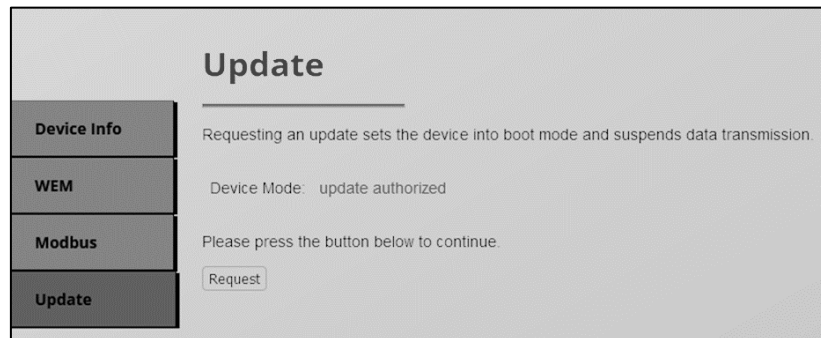 Update
Device Info
WEM
Modbus
Update
Requesting an update sets the device into boot mode and suspends data transmission.
Device Mode: update authorized
Please press the button below to continue.
Request